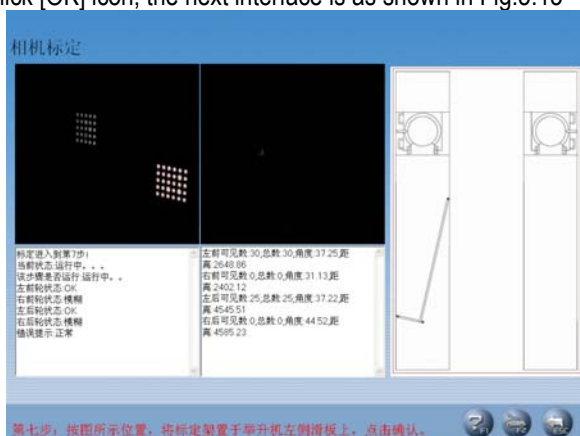 lick [OK] icon, the next interface is as shown in Fig.5.16
相机标定
标定进入到第7步!
当前状态:运行中。。。
该步骤是否运行:运行中。。
左前轮状态:OK
右前轮状态:模糊
左后轮状态:OK
右后轮状态:模糊
错误提示:正常
左前可见数:30,总数:30,角度:37.25,距
离:2648.86
右前可见数:0,总数:0,角度:31.13,距
离:2402.12
左后可见数:25,总数:25,角度:37.22,距
离:4545.51
右后可见数:0,总数:0,角度:44.52,距
离:4585.23
第七步：按图所示位置，将标定架置于举升机左侧滑板上，点击确认。